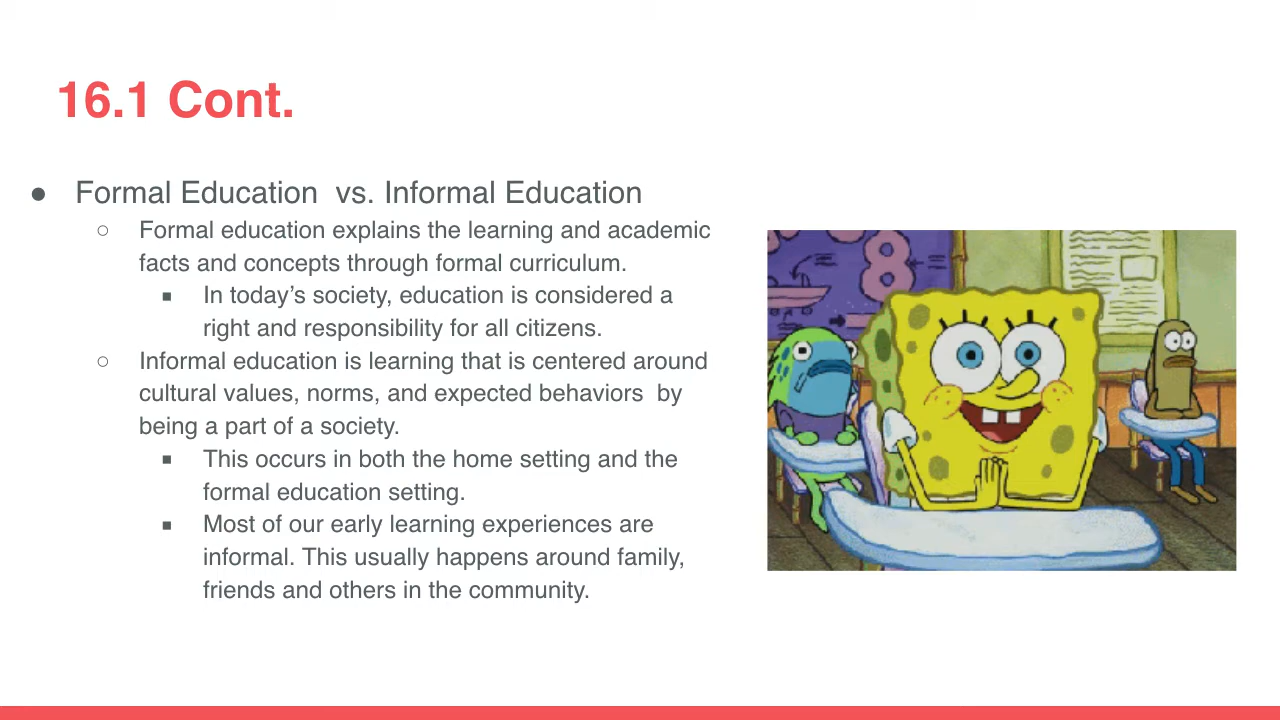 16.1 Cont.
● Formal Education  vs. Informal Education
○ Formal education explains the learning and academic
facts and concepts through formal curriculum.
■ In today's society, education is considered a
right and responsibility for all citizens.
○ Informal education is learning that is centered around
cultural values, norms, and expected behaviors  by
being a part of a society.
■ This occurs in both the home setting and the
formal education setting.
■ Most of our early learning experiences are
informal. This usually happens around family,
friends and others in the community.
8